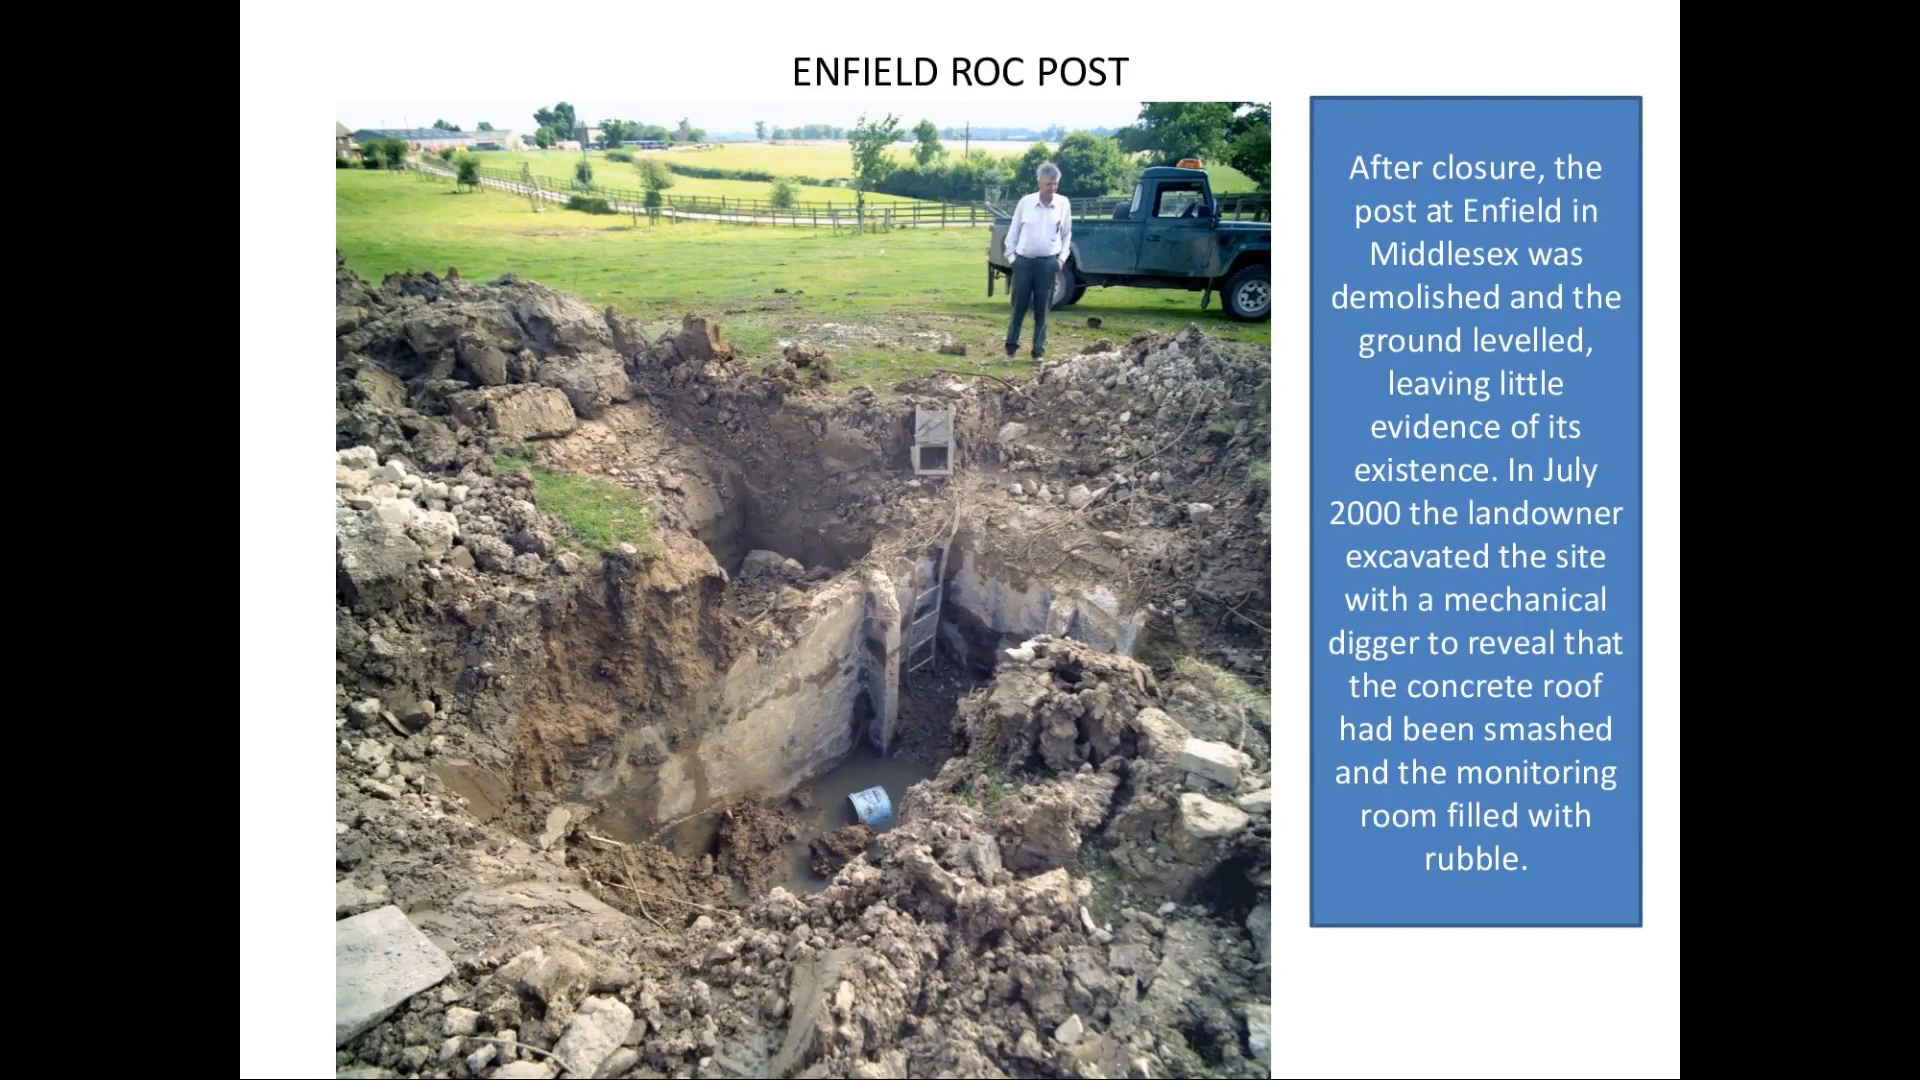 ENFIELD ROC POST
After closure, the
post at Enfield in
Middlesex was
demolished and the
ground levelled,
leaving little
evidence of its
existence. In July
2000 the landowner
excavated the site
with a mechanical
digger to reveal that
the concrete roof
had been smashed
and the monitoring
room filled with
rubble.